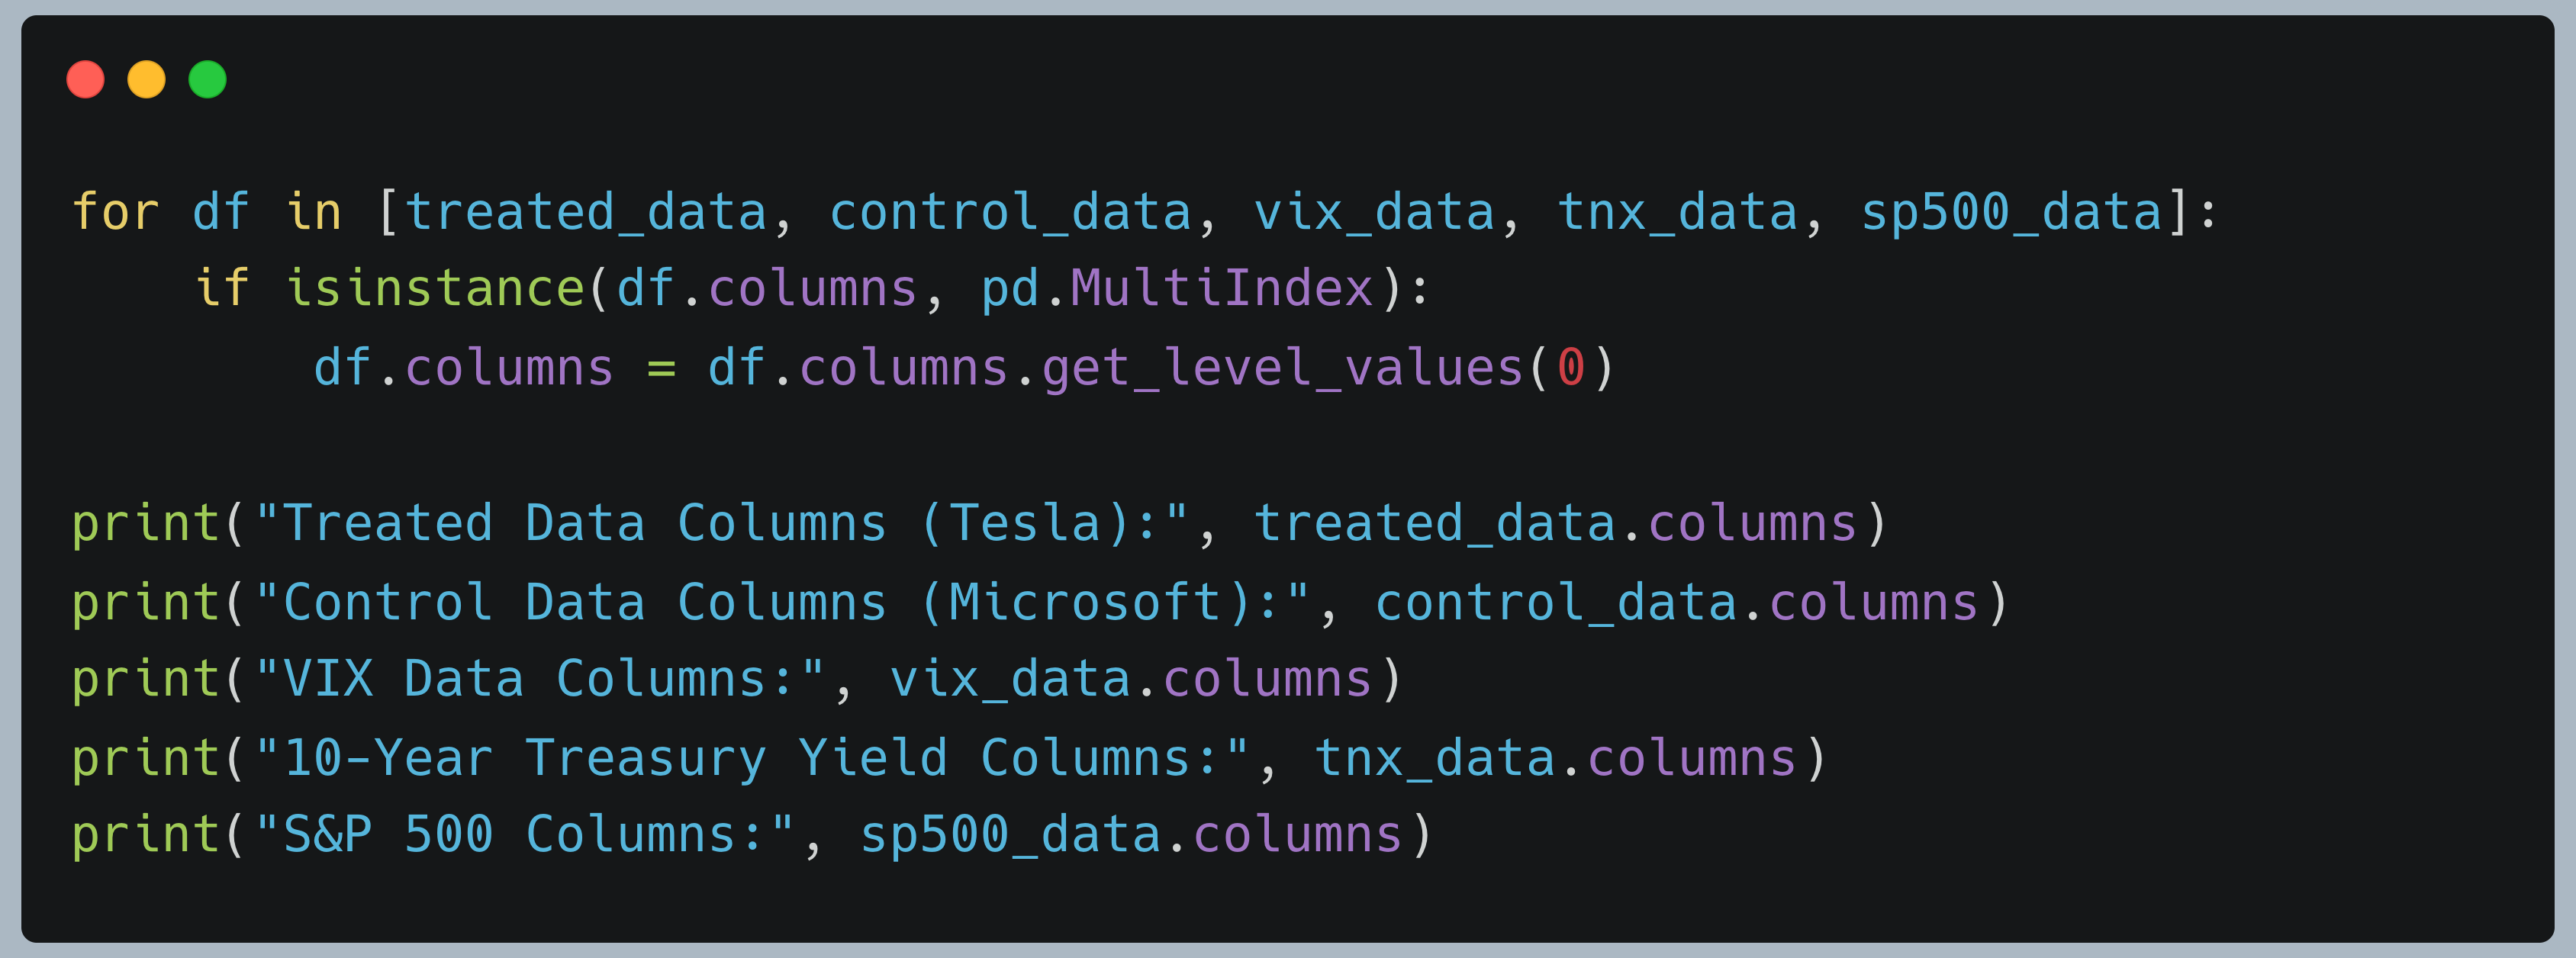 for df in [treated_data, control_data, vix_data, tnx_data, sp500_data]:
    if isinstance(df.columns, pd.MultiIndex):
        df.columns = df.columns.get_level_values(0)

print("Treated Data Columns (Tesla):", treated_data.columns)
print("Control Data Columns (Microsoft):", control_data.columns)
print("VIX Data Columns:", vix_data.columns)
print("10-Year Treasury Yield Columns:", tnx_data.columns)
print("S&P 500 Columns:", sp500_data.columns)